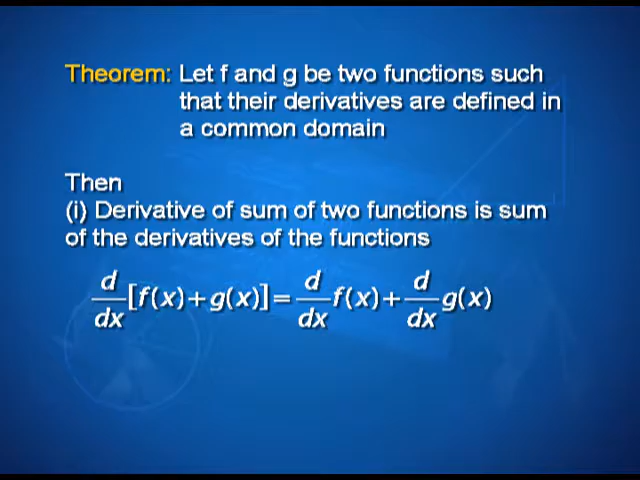 Theorem: Let f and g be two functions such
that their derivatives are defined in
a common domain
Then
(i) Derivative of sum of two functions is sum
of the derivatives of the functions
d/dx [f(x)+g(x)] = d/dx f(x) + d/dx g(x)